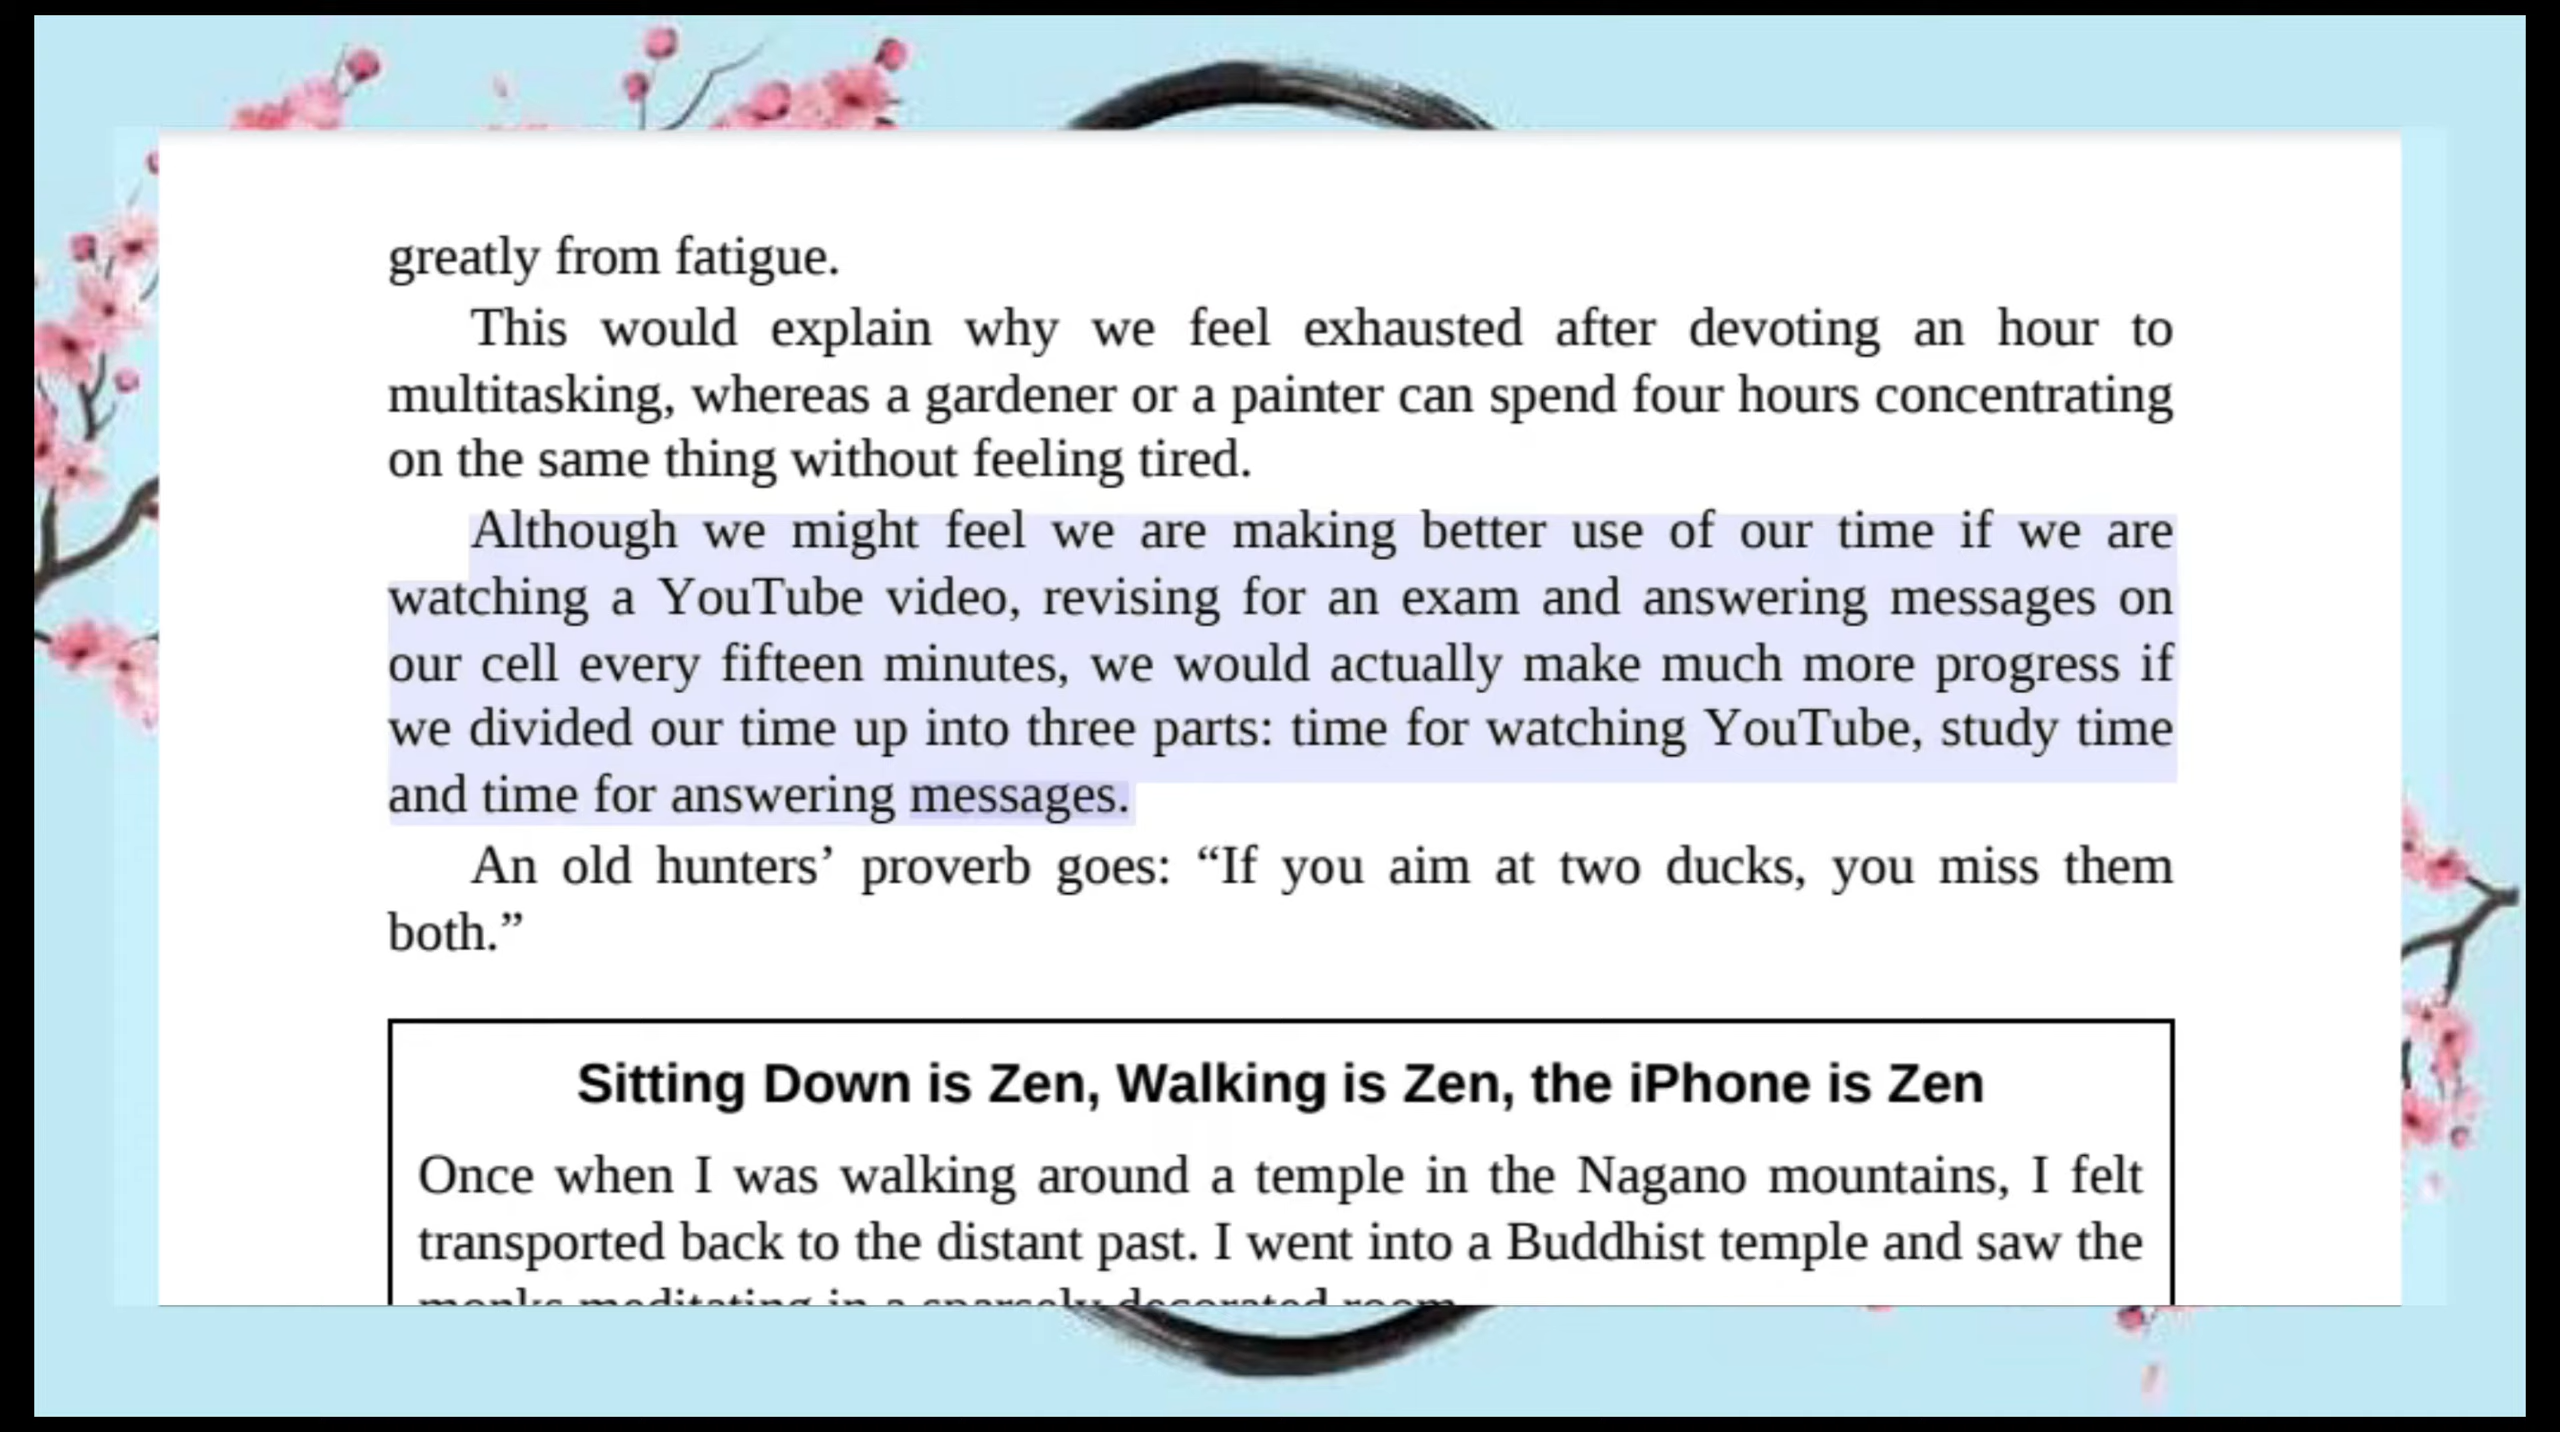 greatly from fatigue.
This would explain why we feel exhausted after devoting an hour to
multitasking, whereas a gardener or a painter can spend four hours concentrating
on the same thing without feeling tired.
Although we might feel we are making better use of our time if we are
watching a YouTube video, revising for an exam and answering messages on
our cell every fifteen minutes, we would actually make much more progress if
we divided our time up into three parts: time for watching YouTube, study time
and time for answering messages.
An old hunters’ proverb goes: “If you aim at two ducks, you miss them
both.”
Sitting Down is Zen, Walking is Zen, the iPhone is Zen
Once when I was walking around a temple in the Nagano mountains, I felt
transported back to the distant past. I went into a Buddhist temple and saw the
monks meditating in a sparsely decorated room.